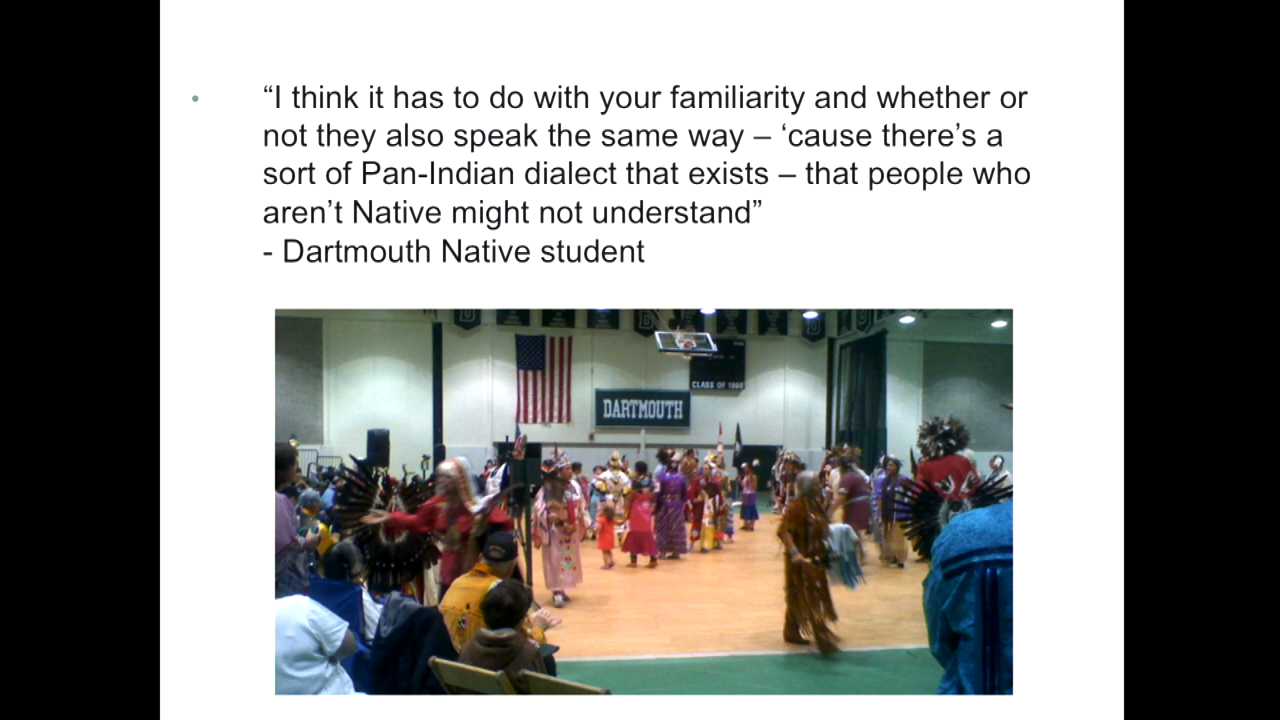 • “I think it has to do with your familiarity and whether or
not they also speak the same way – ‘cause there’s a
sort of Pan-Indian dialect that exists – that people who
aren’t Native might not understand”
- Dartmouth Native student
CLASS OF 1960
DARTMOUTH